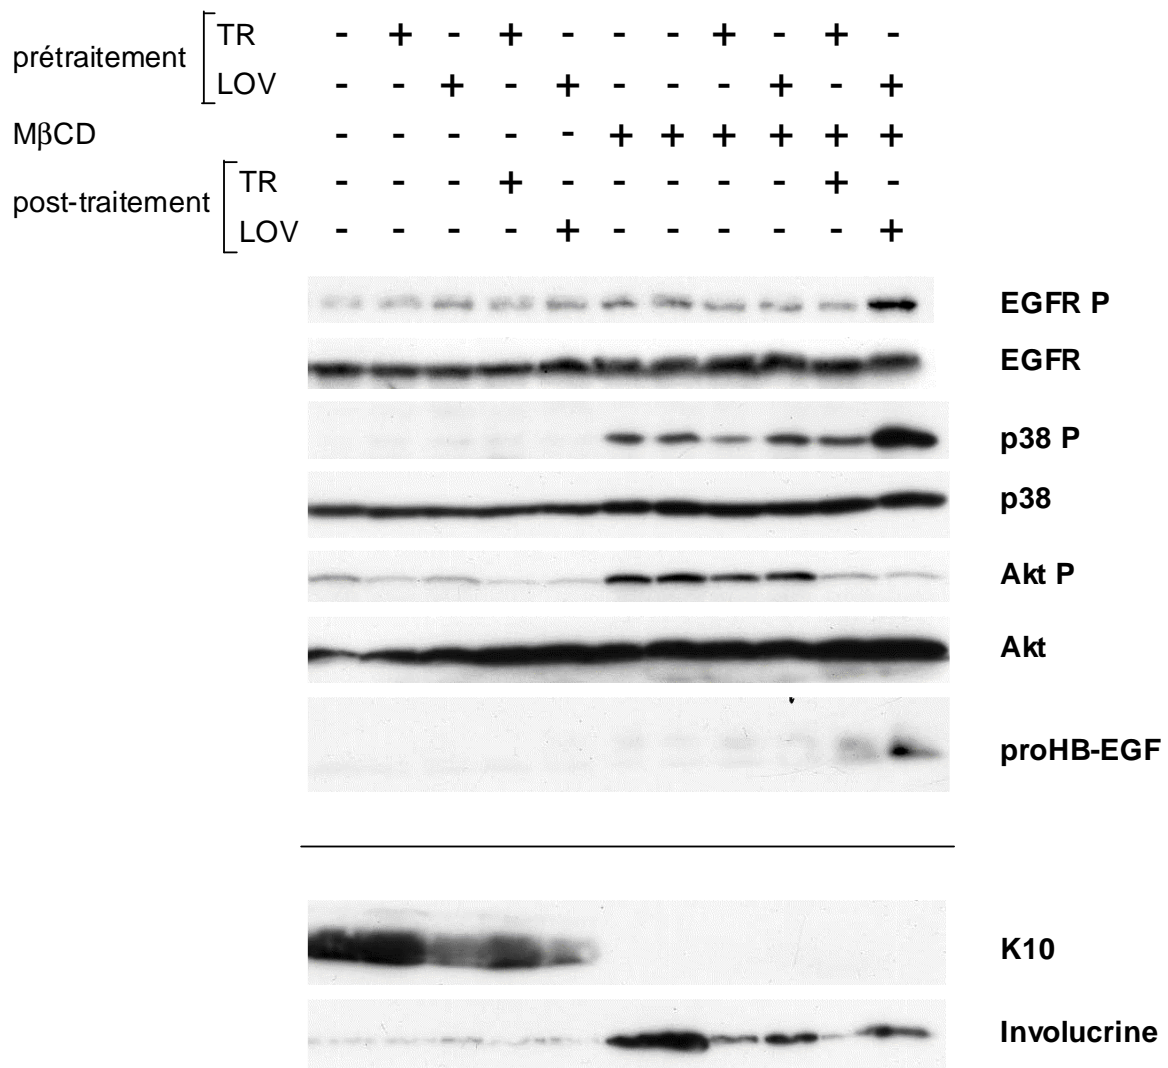 prétraitement TR - + - + - - - + - + -
LOV - - + - + - - - + - +
MβCD - - - - - + + + + + +
post-traitement TR - - - + - - - - - + -
LOV - - - - + - - - - - +
EGFR P
EGFR
p38 P
p38
Akt P
Akt
proHB-EGF
K10
Involucrine